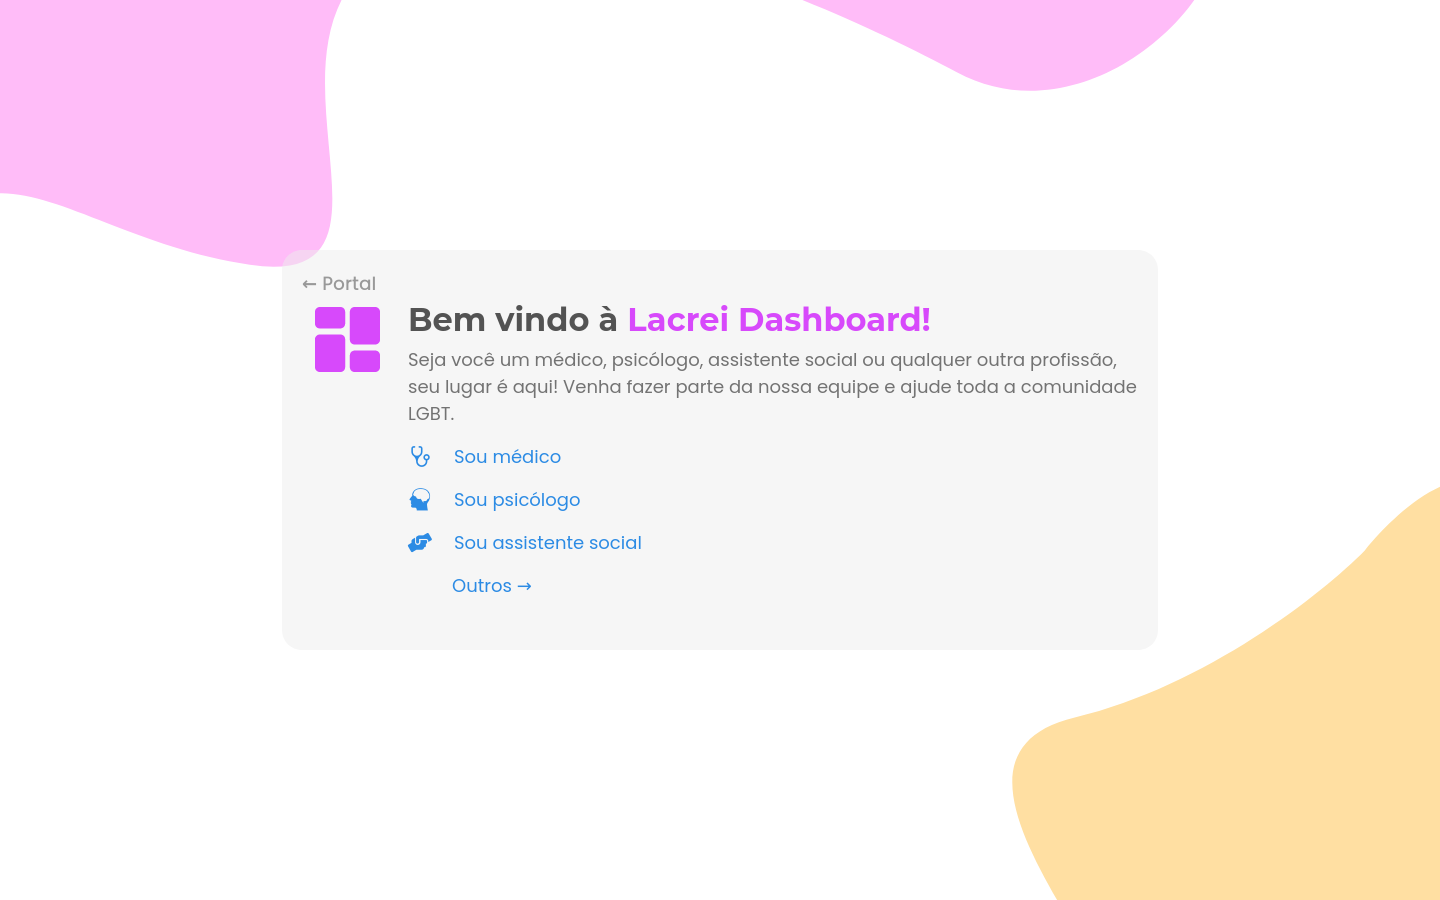 ← Portal
Bem vindo à Lacrei Dashboard!
Seja você um médico, psicólogo, assistente social ou qualquer outra profissão,
seu lugar é aqui! Venha fazer parte da nossa equipe e ajude toda a comunidade
LGBT.
Sou médico
Sou psicólogo
Sou assistente social
Outros →